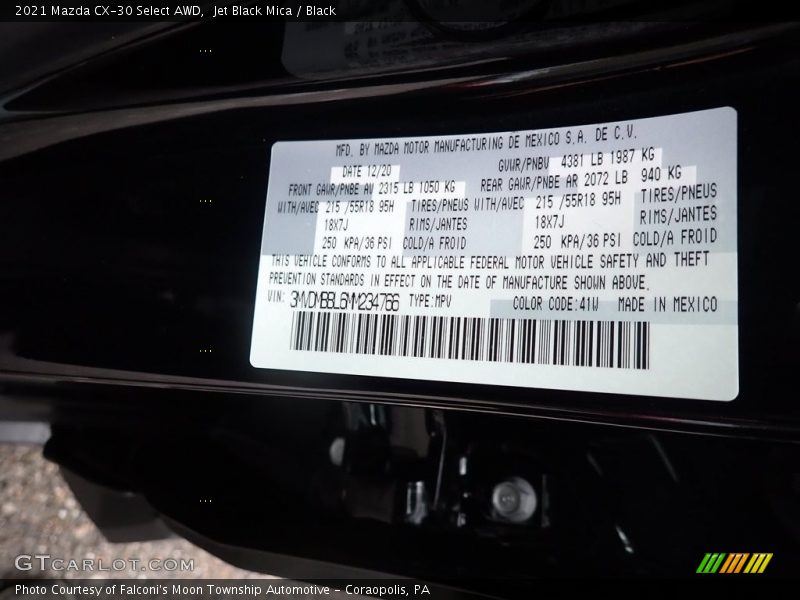 2021 Mazda CX-30 Select AWD, Jet Black Mica / Black
MFD. BY MAZDA MOTOR MANUFACTURING DE MEXICO S.A. DE C.V.
DATE 12/20 GVWR/PNBV 4381 LB 1987 KG
FRONT GAWR/PNBE AV 2315 LB 1050 KG REAR GAWR/PNBE AR 2072 LB 940 KG
WITH/AVEC 215 /55R18 95H TIRES/PNEUS WITH/AVEC 215 /55R18 95H TIRES/PNEUS
18X7J RIMS/JANTES 18X7J RIMS/JANTES
250 KPA/36 PSI COLD/A FROID 250 KPA/36 PSI COLD/A FROID
THIS VEHICLE CONFORMS TO ALL APPLICABLE FEDERAL MOTOR VEHICLE SAFETY AND THEFT
PREVENTION STANDARDS IN EFFECT ON THE DATE OF MANUFACTURE SHOWN ABOVE.
VIN: 3MVDMBBL6MM234766 TYPE:MPV COLOR CODE:41W MADE IN MEXICO
GTCARLOT.COM
Photo Courtesy of Falconi's Moon Township Automotive - Coraopolis, PA